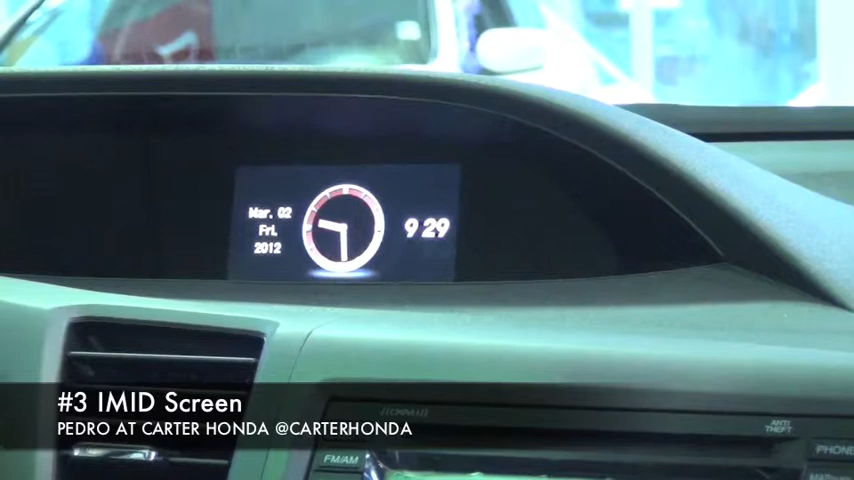 Mar. 02
Fri.
2012
9 29
#3 IMID Screen
PEDRO AT CARTER HONDA @CARTERHONDA
ANTI
THEFT
FM/AM
PHONE